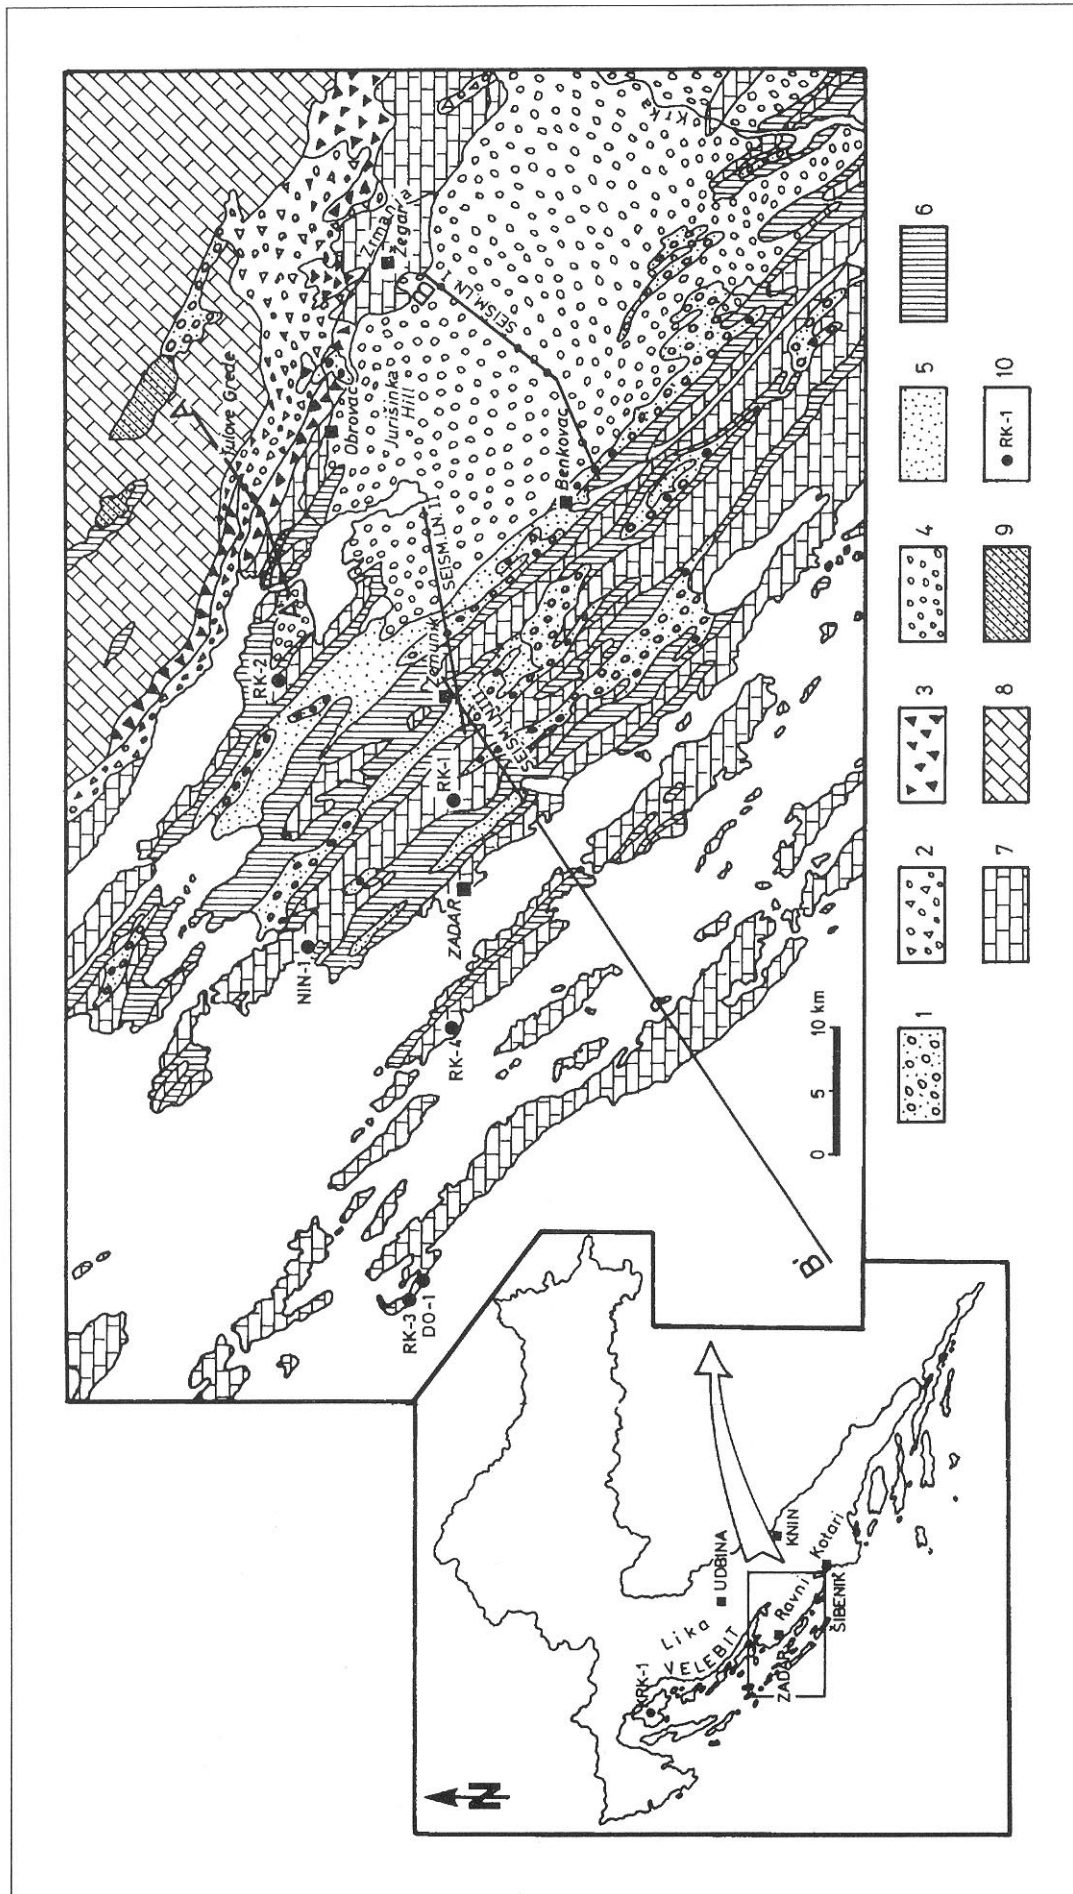 Tulove Grede
A
Obrovac
Jurišinka
Hill
Zrmanja
Žegar
Krka
B
SEISM.LN. I
Benkovac
SEISM.LN. II
Zemunik
A'
RK-2
SEISM.LN.III
RK-1
NIN-1
ZADAR
RK-4
RK-3
DO-1
B'
0 5 10 km
1 2 3 4 5 6
7 8 9 10
RK-1
N
KRK-1
Lika
VELEBIT
UDBINA
KNIN
ZADAR
Ravni Kotari
ŠIBENIK